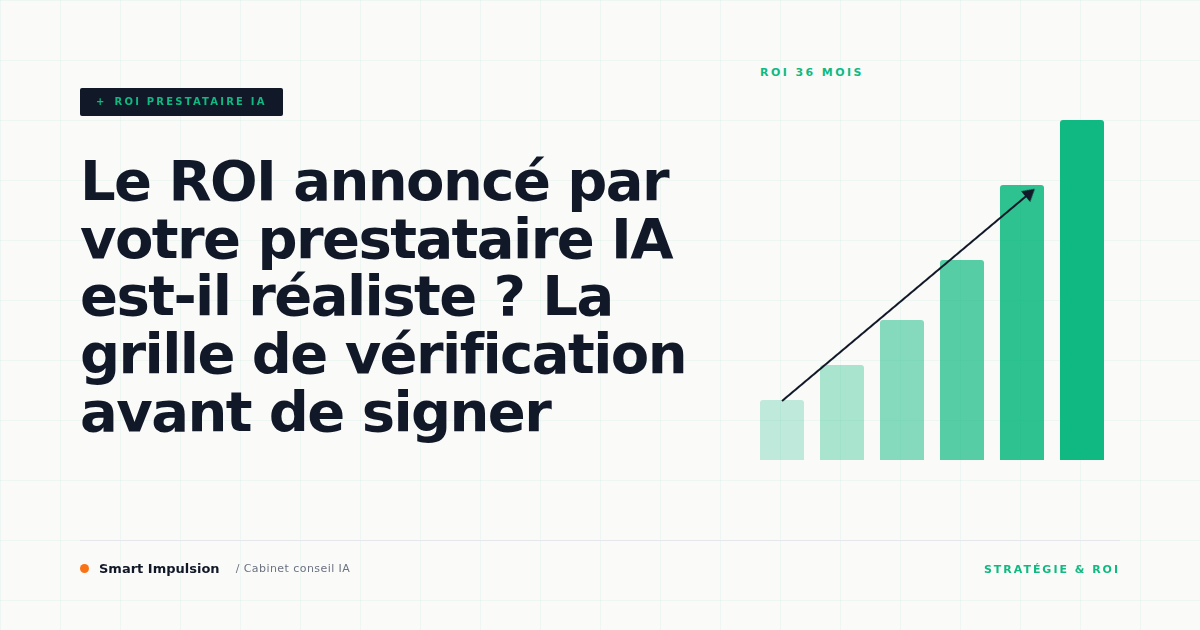 + ROI PRESTATAIRE IA
Le ROI annoncé par
votre prestataire IA
est-il réaliste ? La
grille de vérification
avant de signer
ROI 36 MOIS
Smart Impulsion / Cabinet conseil IA
STRATÉGIE & ROI